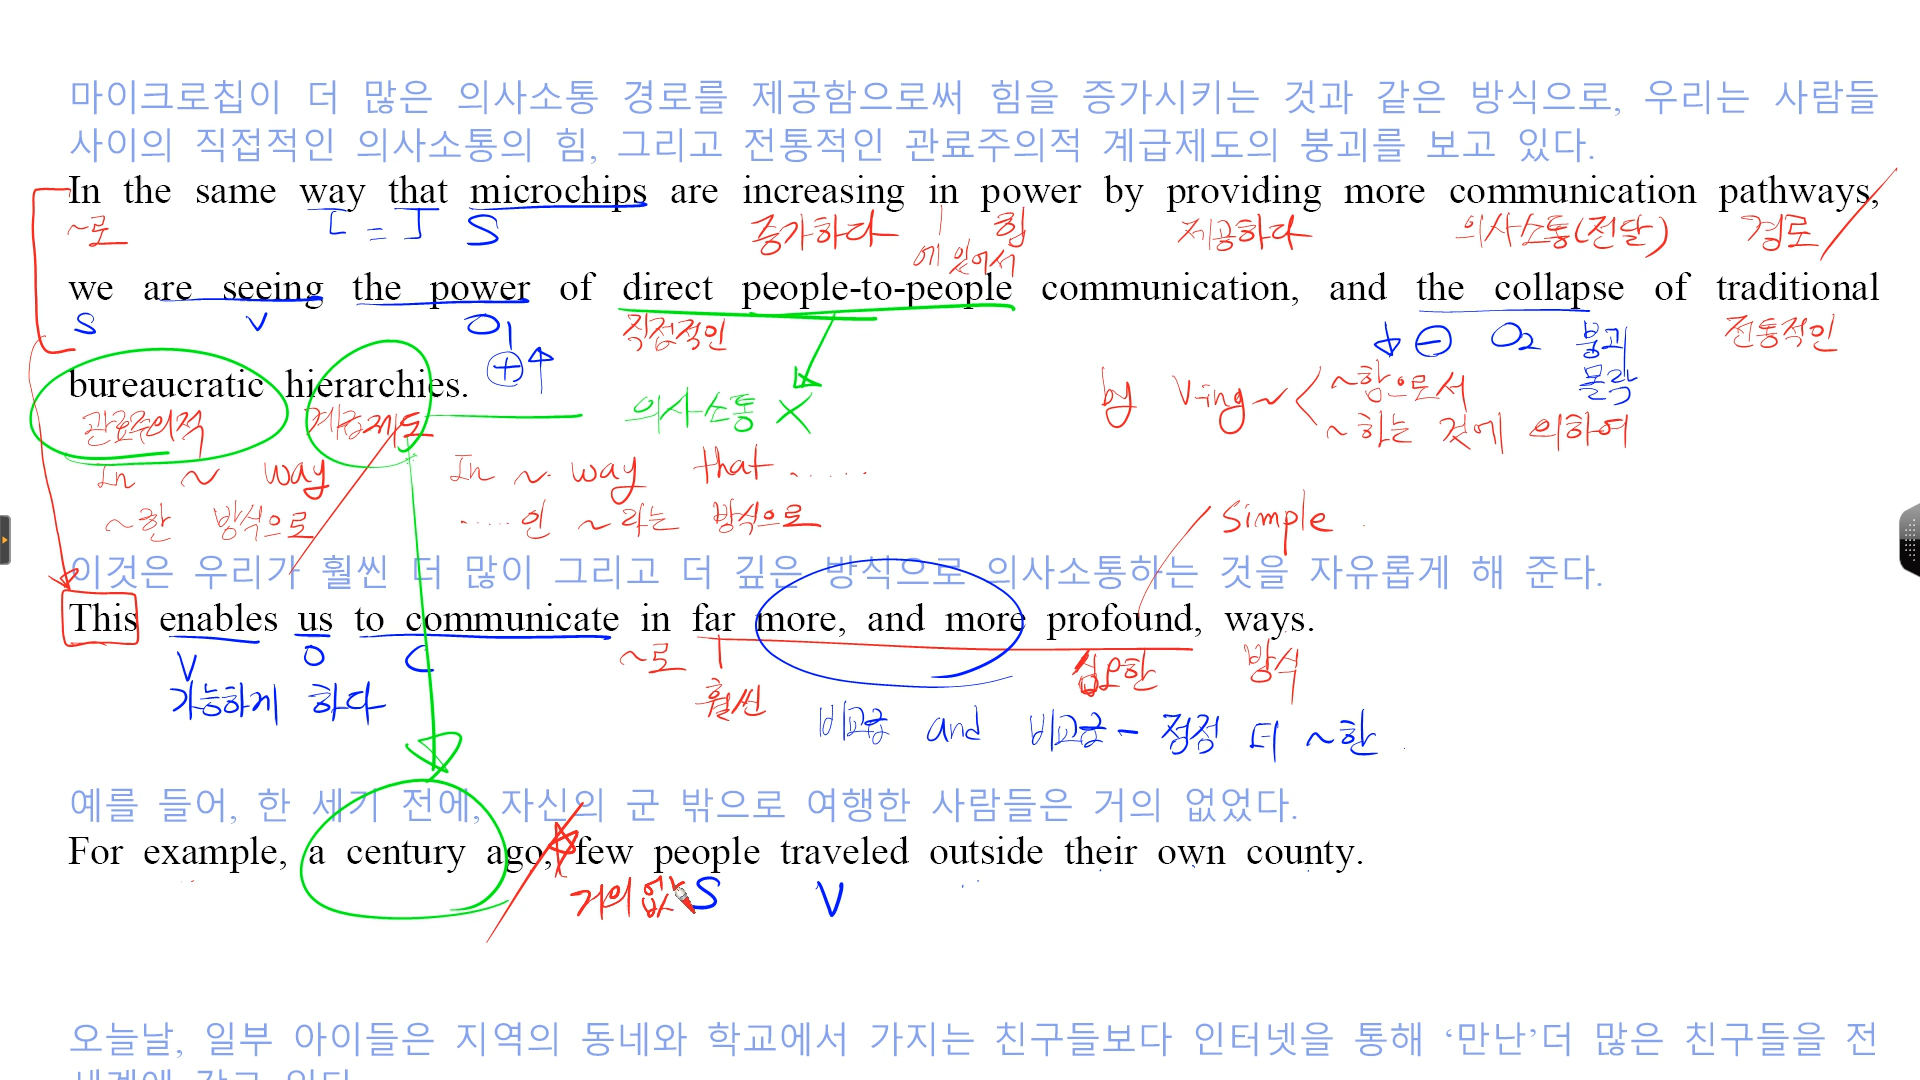 마이크로칩이 더 많은 의사소통 경로를 제공함으로써 힘을 증가시키는 것과 같은 방식으로, 우리는 사람들
사이의 직접적인 의사소통의 힘, 그리고 전통적인 관료주의적 계급제도의 붕괴를 보고 있다.
In the same way that microchips are increasing in power by providing more communication pathways,
~로 [ = ] S 증가하다 힘 제공하다 의사소통(전달) 경로
에 있어서
we are seeing the power of direct people-to-people communication, and the collapse of traditional
S V O1 직접적인 ↓ ⊖ O2 붕괴 전통적인
⊕↑ 몰락
bureaucratic hierarchies.
관료주의적 계급제도 의사소통 X by Ving ~ < ~함으로서
~하는 것에 의하여
In ~ way In ~ way that ......
~한 방식으로 .....인 ~라는 방식으로 Simple
이것은 우리가 훨씬 더 많이 그리고 더 깊은 방식으로 의사소통하는 것을 자유롭게 해 준다.
This enables us to communicate in far more, and more profound, ways.
V O C ~로 심오한 방식
가능하게 하다 훨씬 비교급 and 비교급 - 점점 더 ~한
예를 들어, 한 세기 전에, 자신의 군 밖으로 여행한 사람들은 거의 없었다.
For example, a century ago, few people traveled outside their own county.
거의 없 S V
오늘날, 일부 아이들은 지역의 동네와 학교에서 가지는 친구들보다 인터넷을 통해 ‘만난’더 많은 친구들을 전